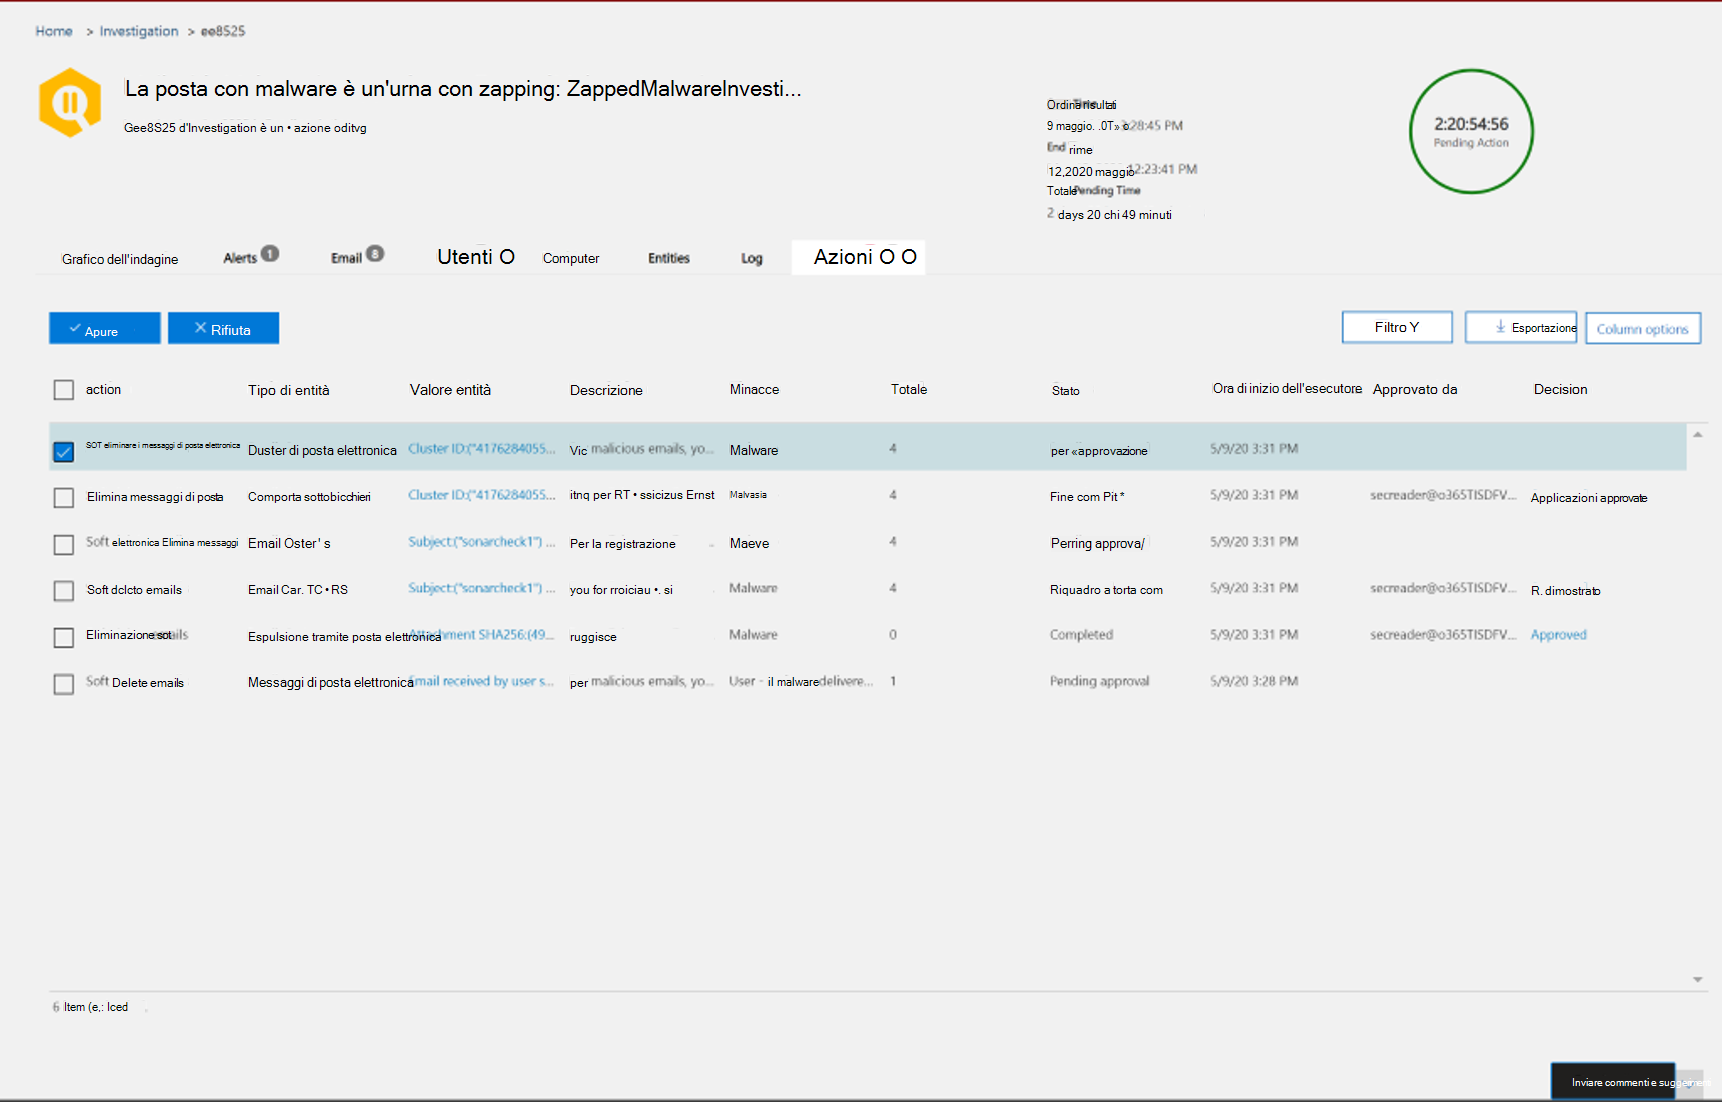 Home > Investigation > ee8525
La posta con malware è un'urna con zapping: ZappedMalwareInvesti...
Gee8S25 d'Investigation è un • azione oditvg
9 maggio. .0T» :28:45 PM
End rime
12,2020 maggio 12:23:41 PM
Totale Pending Time
2 days 20 chi 49 minuti
2:20:54:56
Pending Action
Grafico dell'indagine Alerts 1 Email 8 Utenti O Computer Entities Log Azioni O O
Apure Rifiuta Filtro Y Esportazione Column options
action Tipo di entità Valore entità Descrizione Minacce Totale Stato Ora di inizio dell'esecutore Approvato da Decision
SOT eliminare i messaggi di posta elettronica Duster di posta elettronica Cluster ID:("4176284055... Vic malicious emails, yo... Malware 4 per «approvazione 5/9/20 3:31 PM
Elimina messaggi di posta Comporta sottobicchieri Cluster ID:("4176284055... itnq per RT • ssicizus Ernst Malvasia 4 Fine com Pit * 5/9/20 3:31 PM secreader@o365TISDFV... Applicazioni approvate
Soft elettronica Elimina messaggi Email Oster' s Subject:("sonarcheck1") ... Per la registrazione Maeve 4 Perring approva/ 5/9/20 3:31 PM
Soft dclcto emails Email Car. TC • RS Subject:("sonarcheck1") ... you for rroiciau •. si Malware 4 Riquadro a torta com 5/9/20 3:31 PM secreader@o365TISDFV... R. dimostrato
Eliminazione emails Espulsione tramite posta elettronica Attachment SHA256:(49... ruggisce Malware 0 Completed 5/9/20 3:31 PM secreader@o365TISDFV... Approved
Soft Delete emails Messaggi di posta elettronica Email received by user s... per malicious emails, yo... User - il malware delivere... 1 Pending approval 5/9/20 3:28 PM
6 Item (e,: Iced
Inviare commenti e